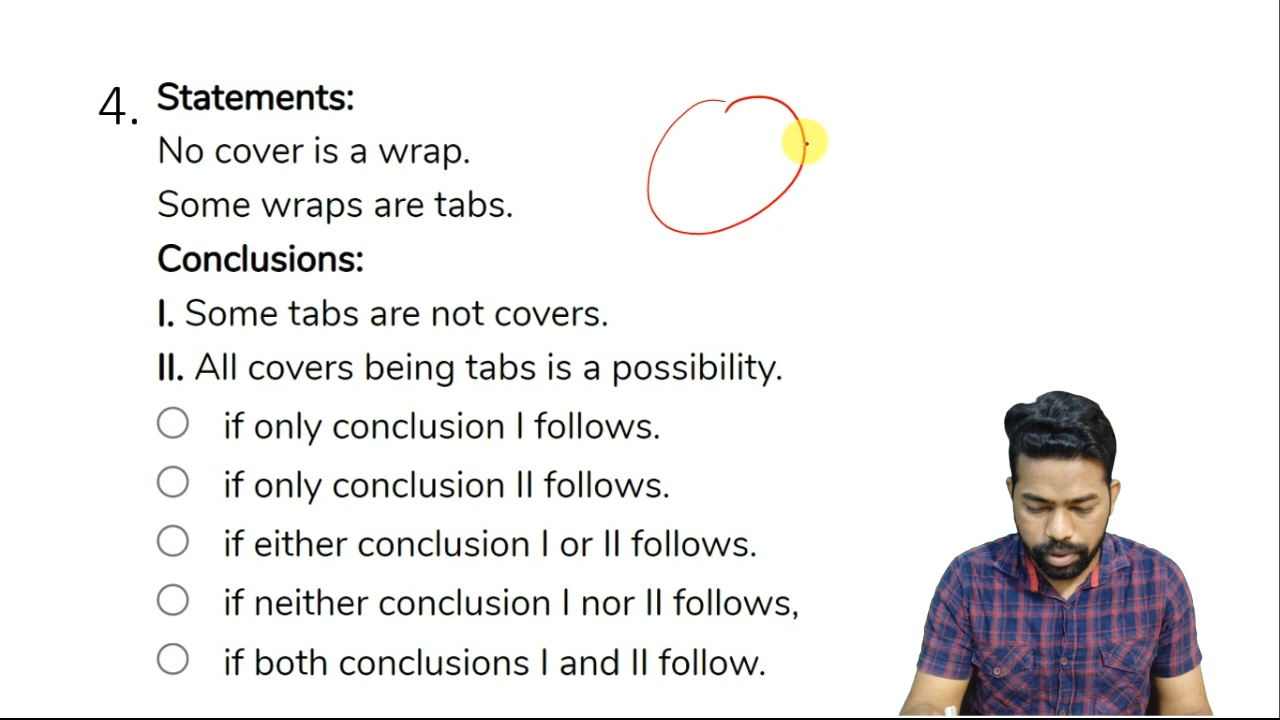 4. Statements:
No cover is a wrap.
Some wraps are tabs.
Conclusions:
I. Some tabs are not covers.
II. All covers being tabs is a possibility.
if only conclusion I follows.
if only conclusion II follows.
if either conclusion I or II follows.
if neither conclusion I nor II follows,
if both conclusions I and II follow.